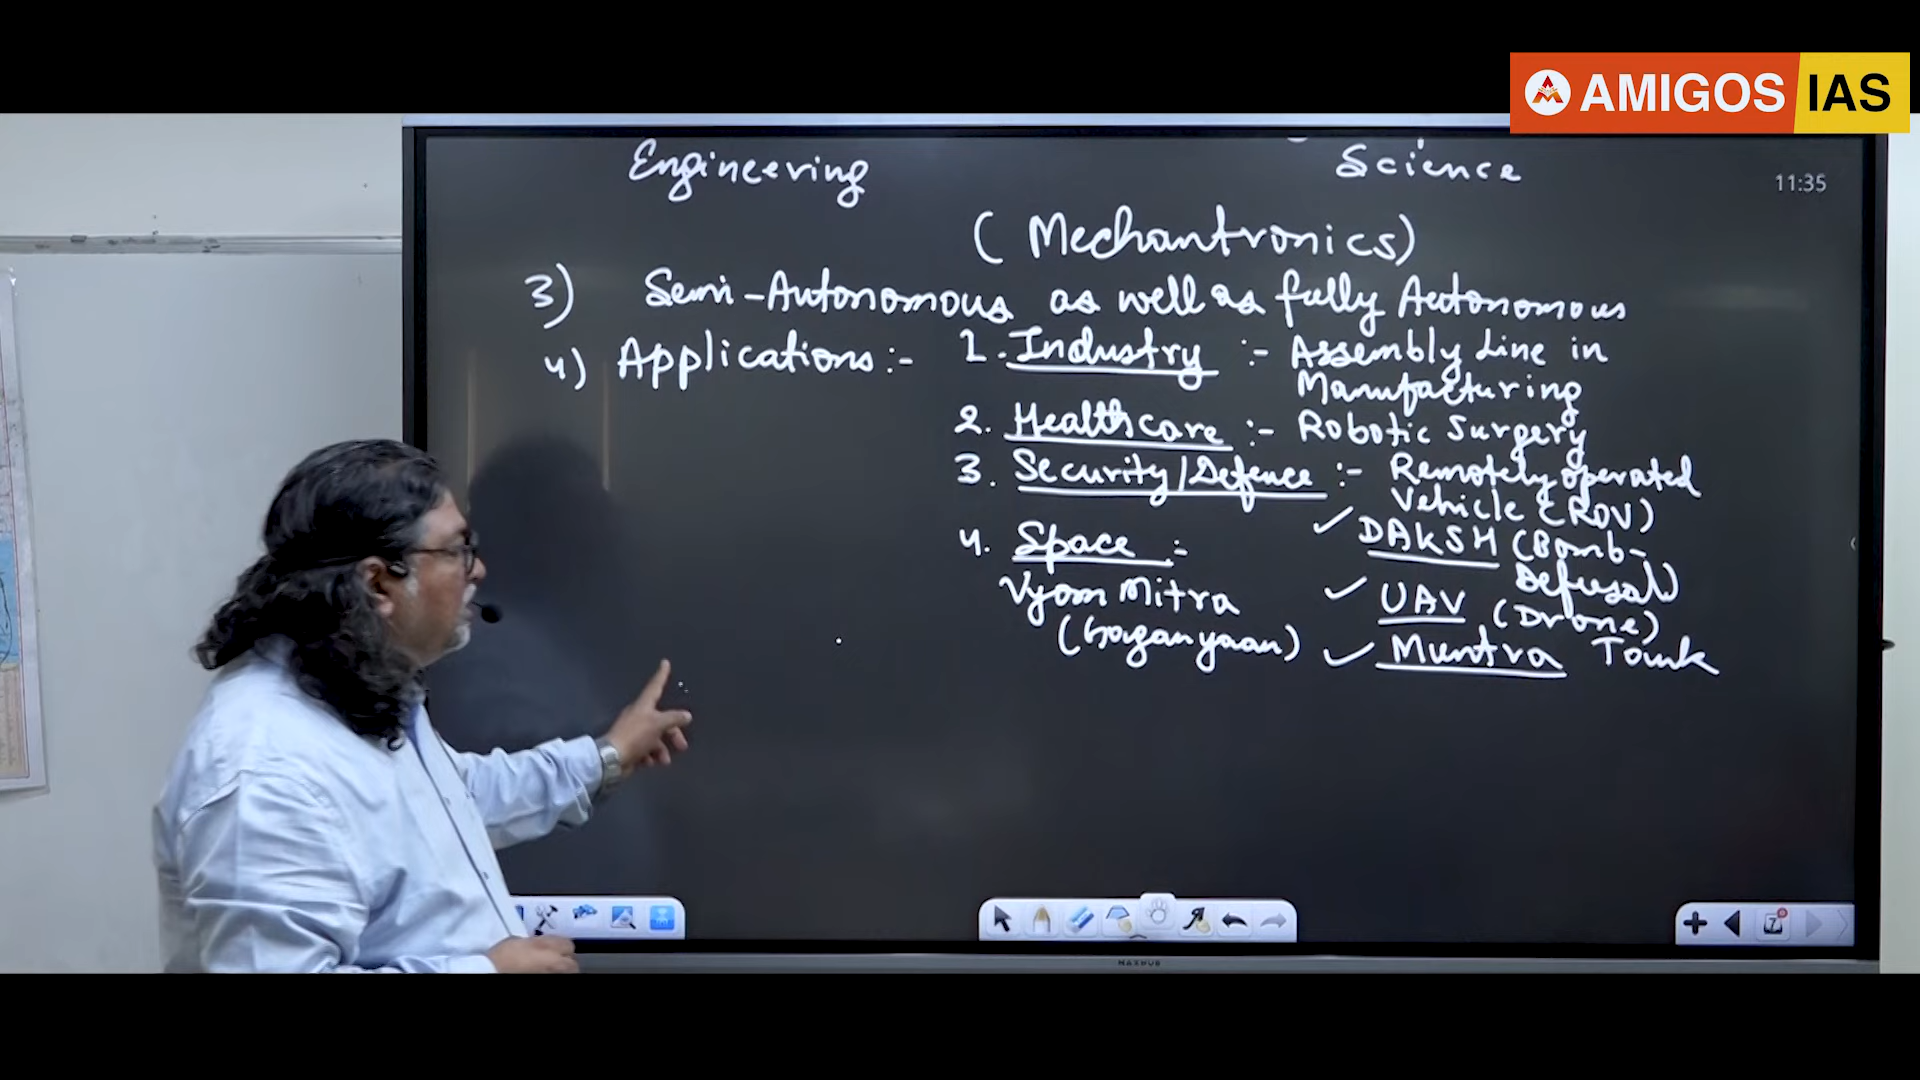 AMIGOS IAS
Engineering Science
11:35
( Mechantronics)
3) Semi-Autonomous as well as fully Autonomous
4) Applications :- 1. Industry :- Assembly Line in
Manufacturing
2. Healthcare :- Robotic Surgery
3. Security/Defence :- Remotely operated
Vehicle (ROV)
✓ DAKSH (Bomb-
Defusal)
4. Space :-
Vyom Mitra
(Gaganyaan)
✓ UAV (Drone)
✓ Muntra Tank
MAXHUB